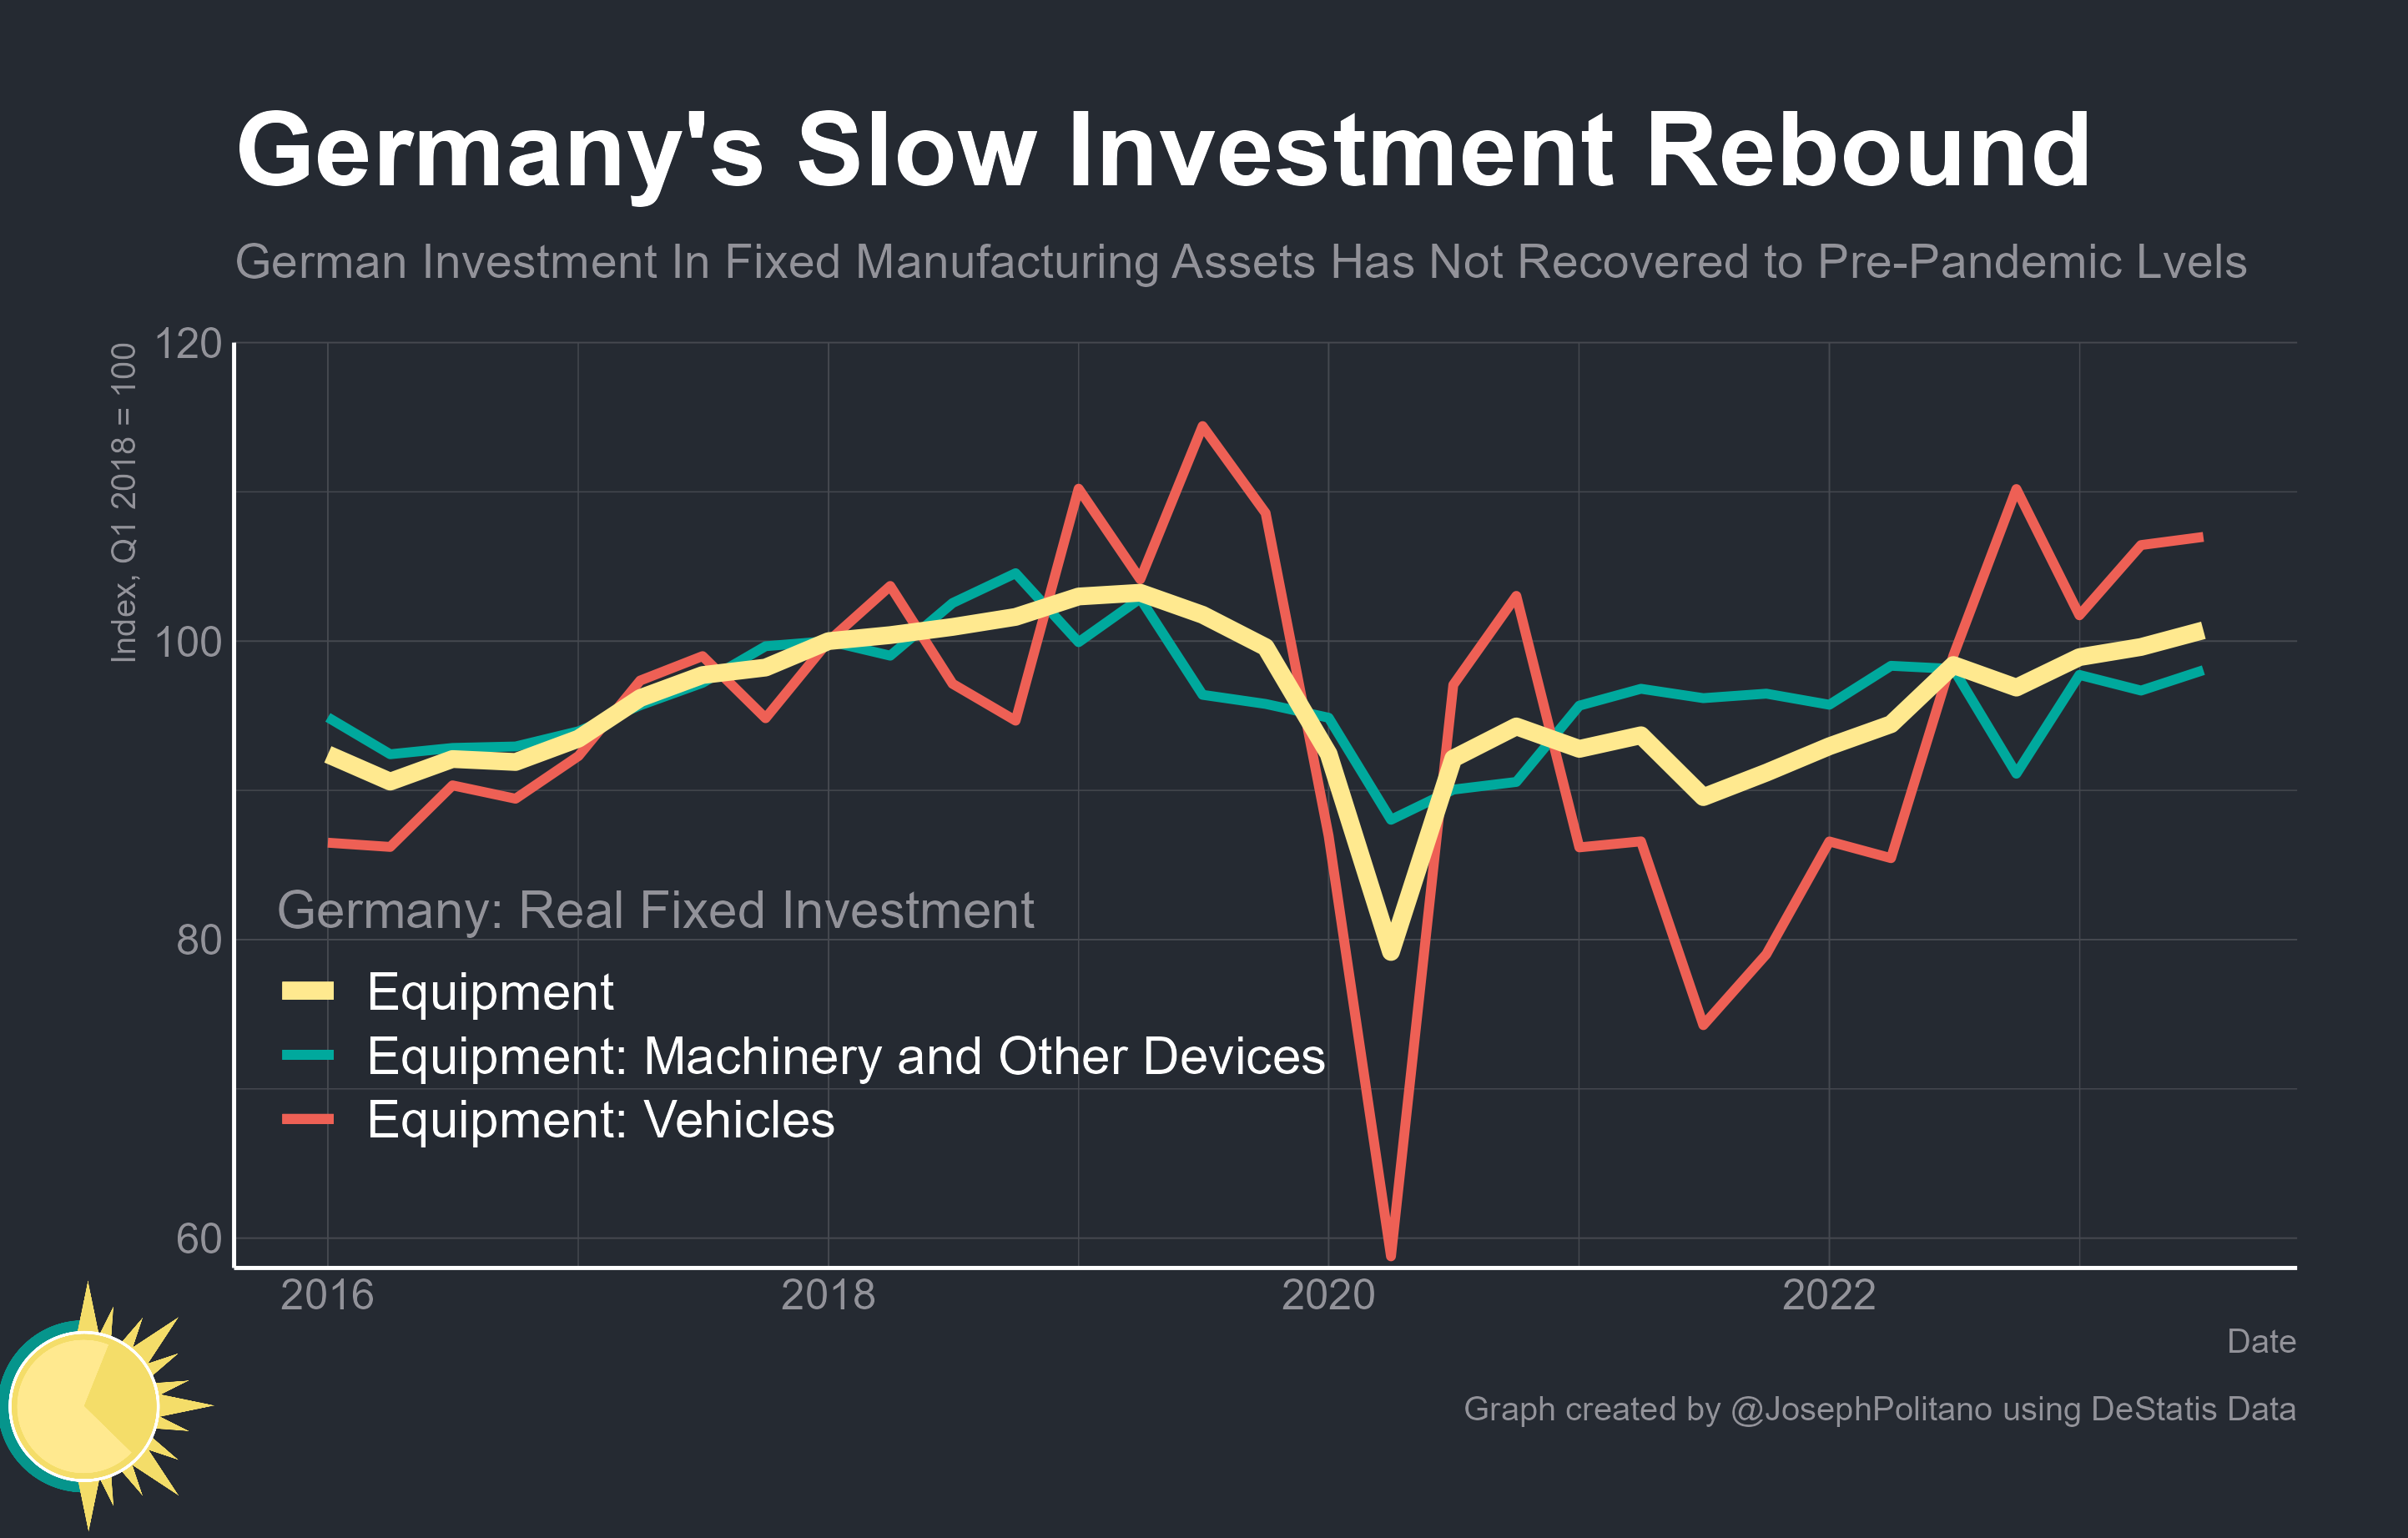 Germany's Slow Investment Rebound
German Investment In Fixed Manufacturing Assets Has Not Recovered to Pre-Pandemic Lvels
Index, Q1 2018 = 100
120
100
80
60
Germany: Real Fixed Investment
Equipment
Equipment: Machinery and Other Devices
Equipment: Vehicles
2016 2018 2020 2022
Date
Graph created by @JosephPolitano using DeStatis Data